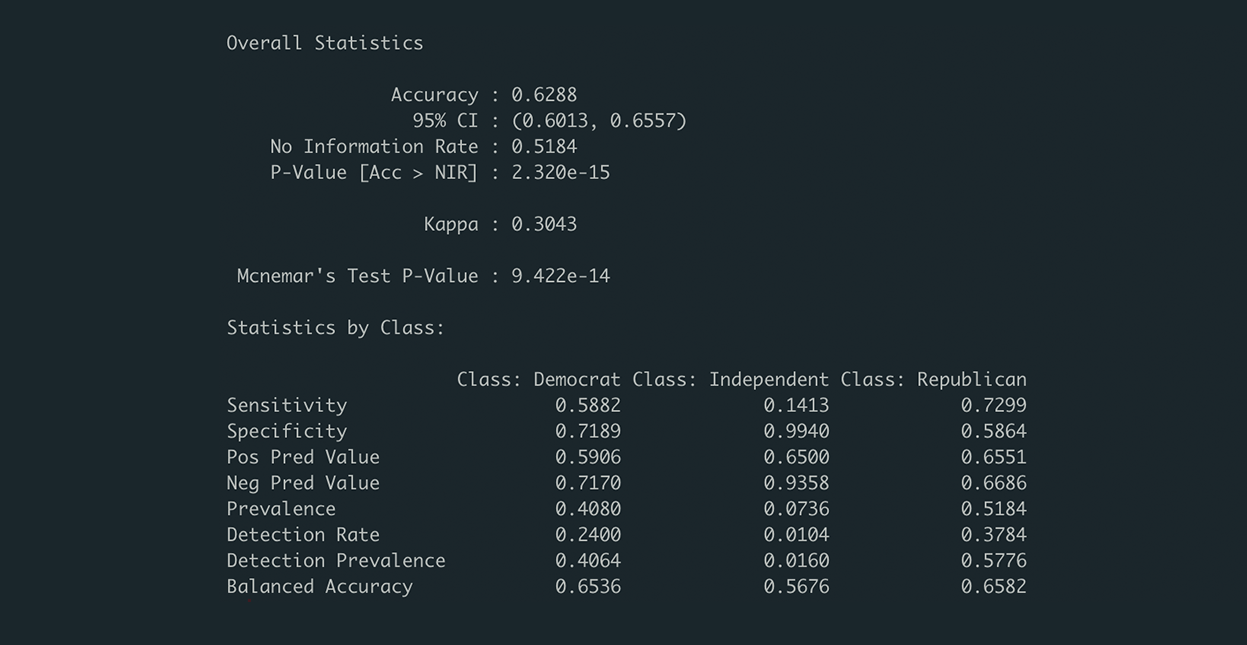 Overall Statistics
Accuracy : 0.6288
95% CI : (0.6013, 0.6557)
No Information Rate : 0.5184
P-Value [Acc > NIR] : 2.320e-15
Kappa : 0.3043
Mcnemar's Test P-Value : 9.422e-14
Statistics by Class:
Class: Democrat Class: Independent Class: Republican
Sensitivity 0.5882 0.1413 0.7299
Specificity 0.7189 0.9940 0.5864
Pos Pred Value 0.5906 0.6500 0.6551
Neg Pred Value 0.7170 0.9358 0.6686
Prevalence 0.4080 0.0736 0.5184
Detection Rate 0.2400 0.0104 0.3784
Detection Prevalence 0.4064 0.0160 0.5776
Balanced Accuracy 0.6536 0.5676 0.6582